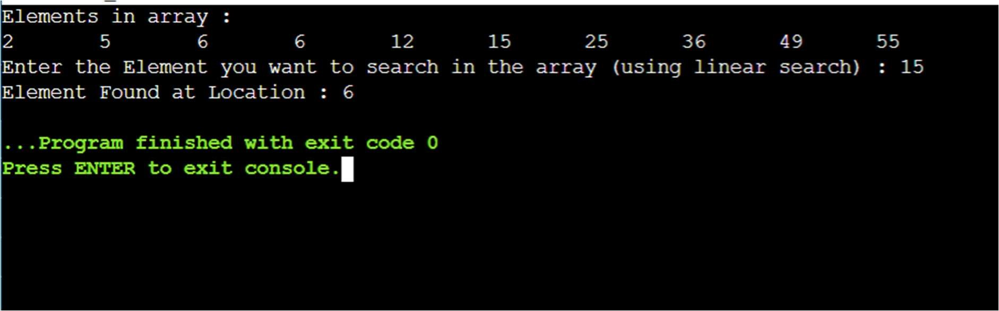 Elements in array :
2 5 6 6 12 15 25 36 49 55
Enter the Element you want to search in the array (using linear search) : 15
Element Found at Location : 6
...Program finished with exit code 0
Press ENTER to exit console.